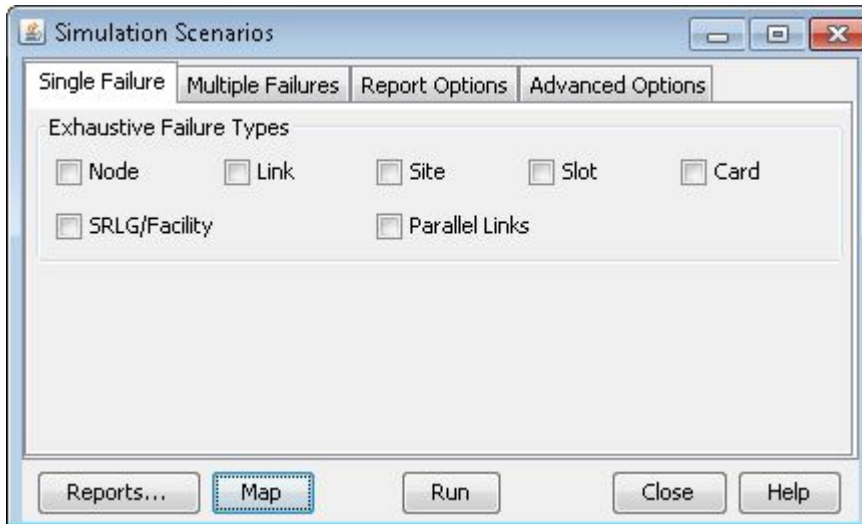 Simulation Scenarios
Single Failure Multiple Failures Report Options Advanced Options
Exhaustive Failure Types
Node Link Site Slot Card
SRLG/Facility Parallel Links
Reports... Map Run Close Help